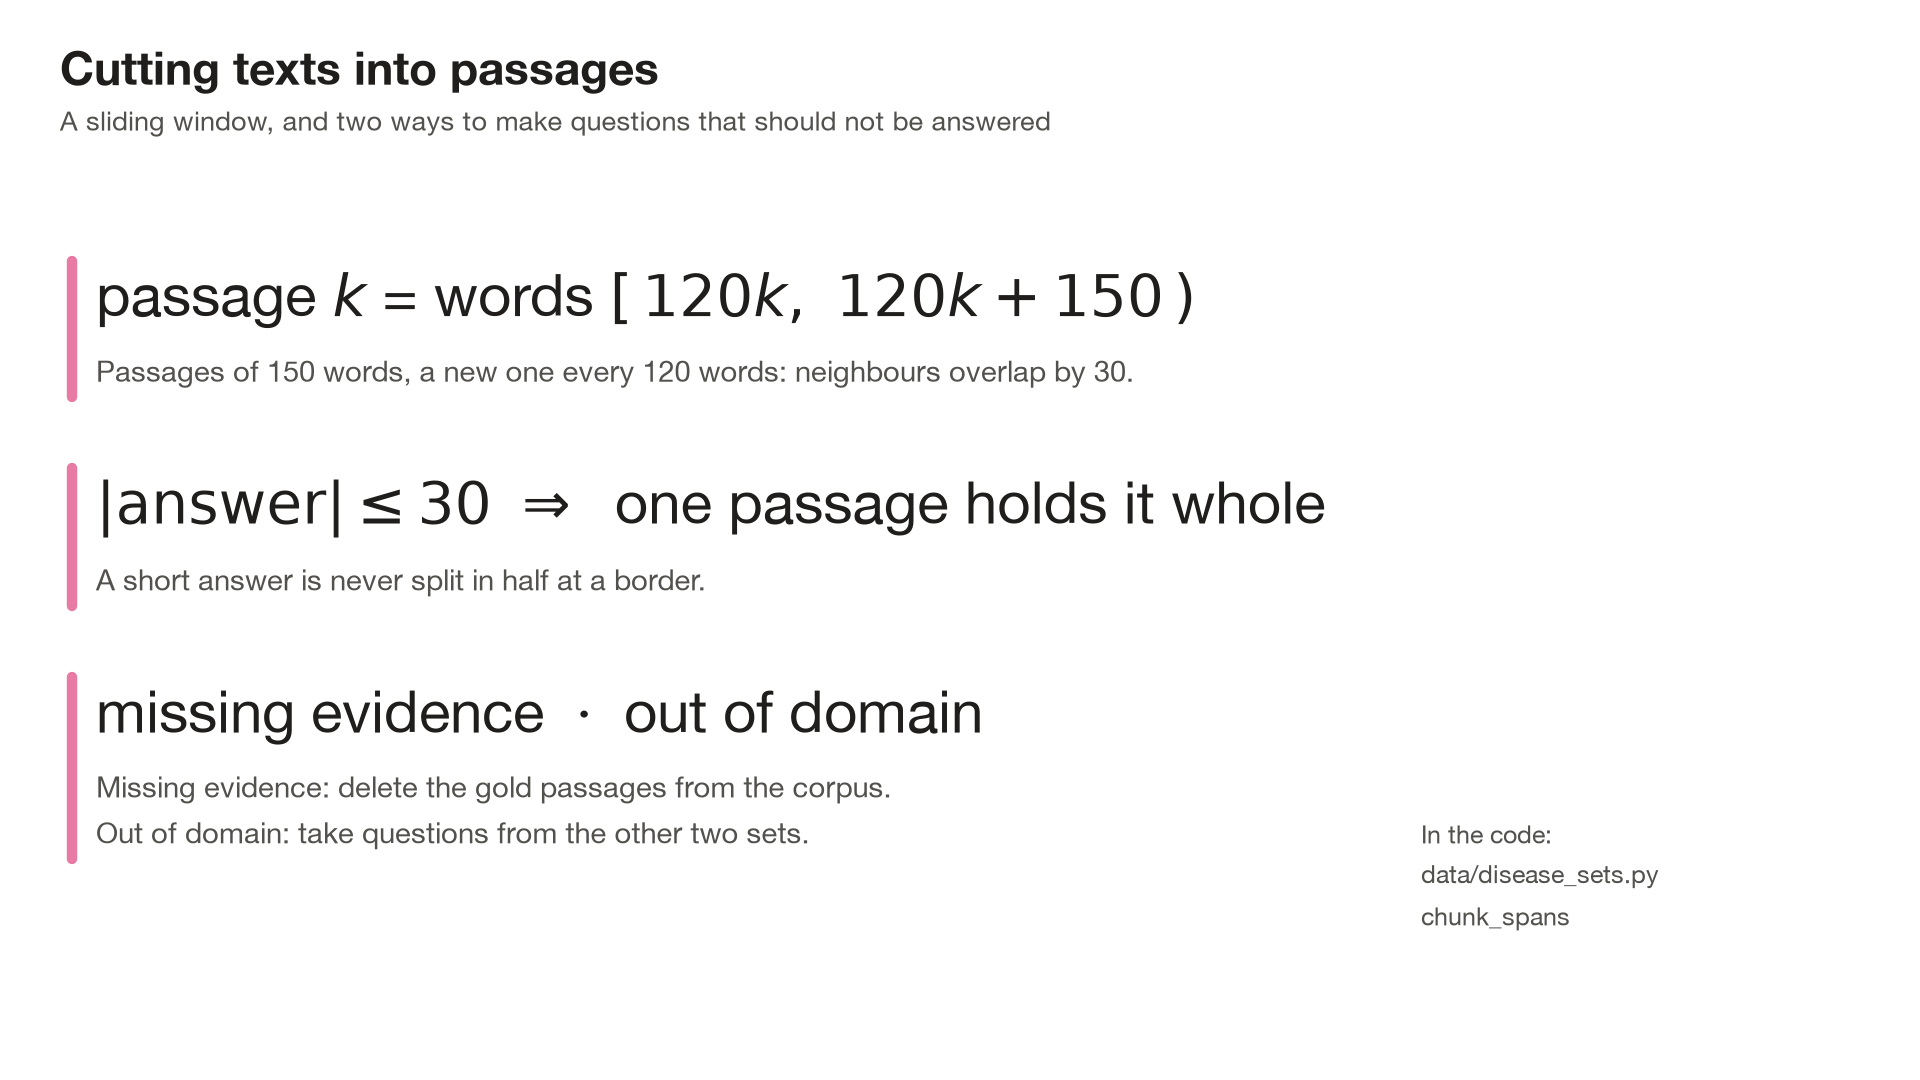 Cutting texts into passages
A sliding window, and two ways to make questions that should not be answered
passage k = words [ 120k, 120k + 150 )
Passages of 150 words, a new one every 120 words: neighbours overlap by 30.
|answer| ≤ 30 ⇒ one passage holds it whole
A short answer is never split in half at a border.
missing evidence · out of domain
Missing evidence: delete the gold passages from the corpus.
Out of domain: take questions from the other two sets.
In the code:
data/disease_sets.py
chunk_spans